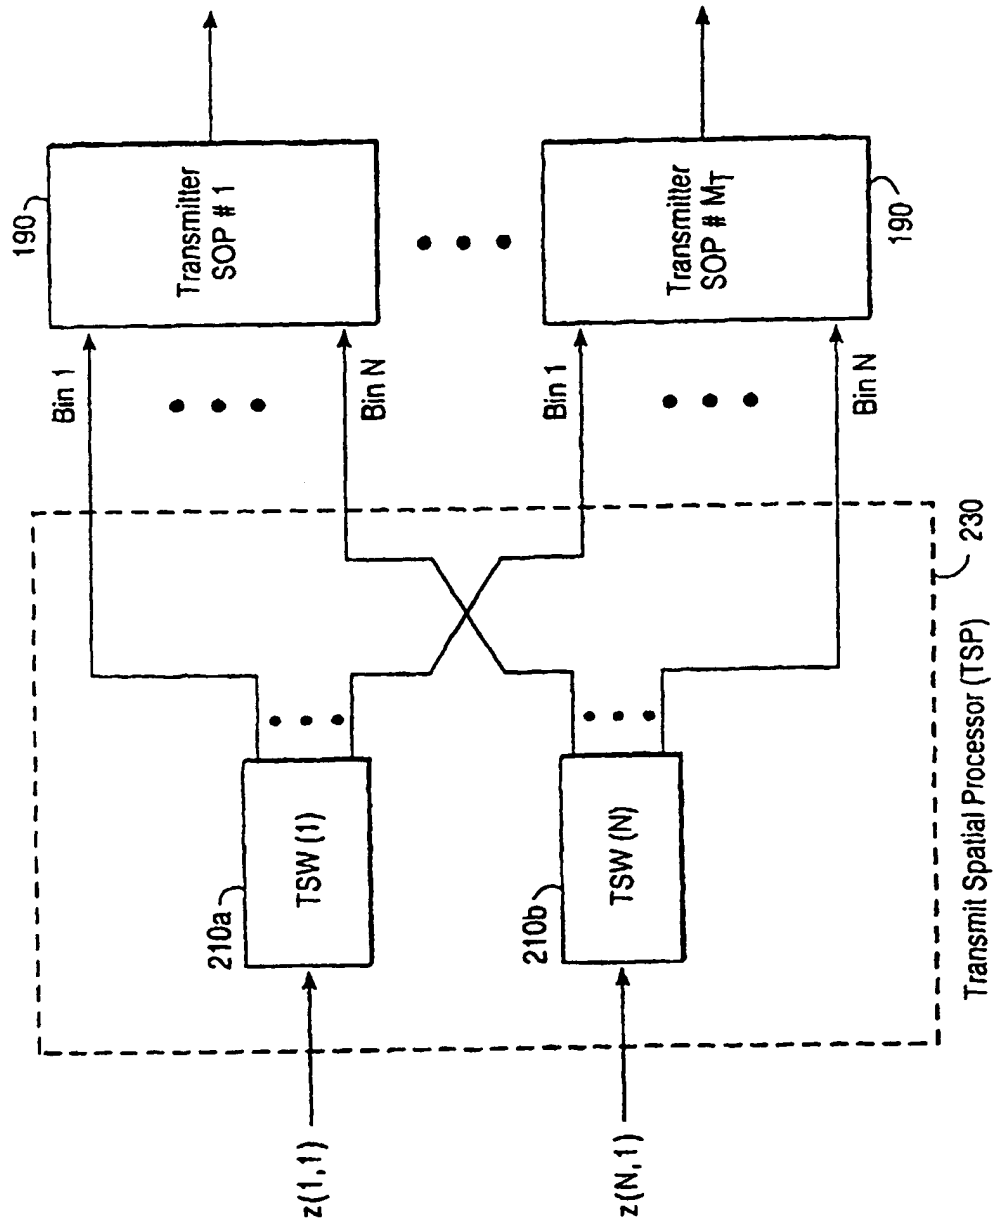 190
Transmitter
SOP # 1
Bin 1
Bin N
Transmitter
SOP # MT
190
Bin 1
Bin N
210a
TSW (1)
210b
TSW (N)
z(1,1)
z(N,1)
230
Transmit Spatial Processor (TSP)